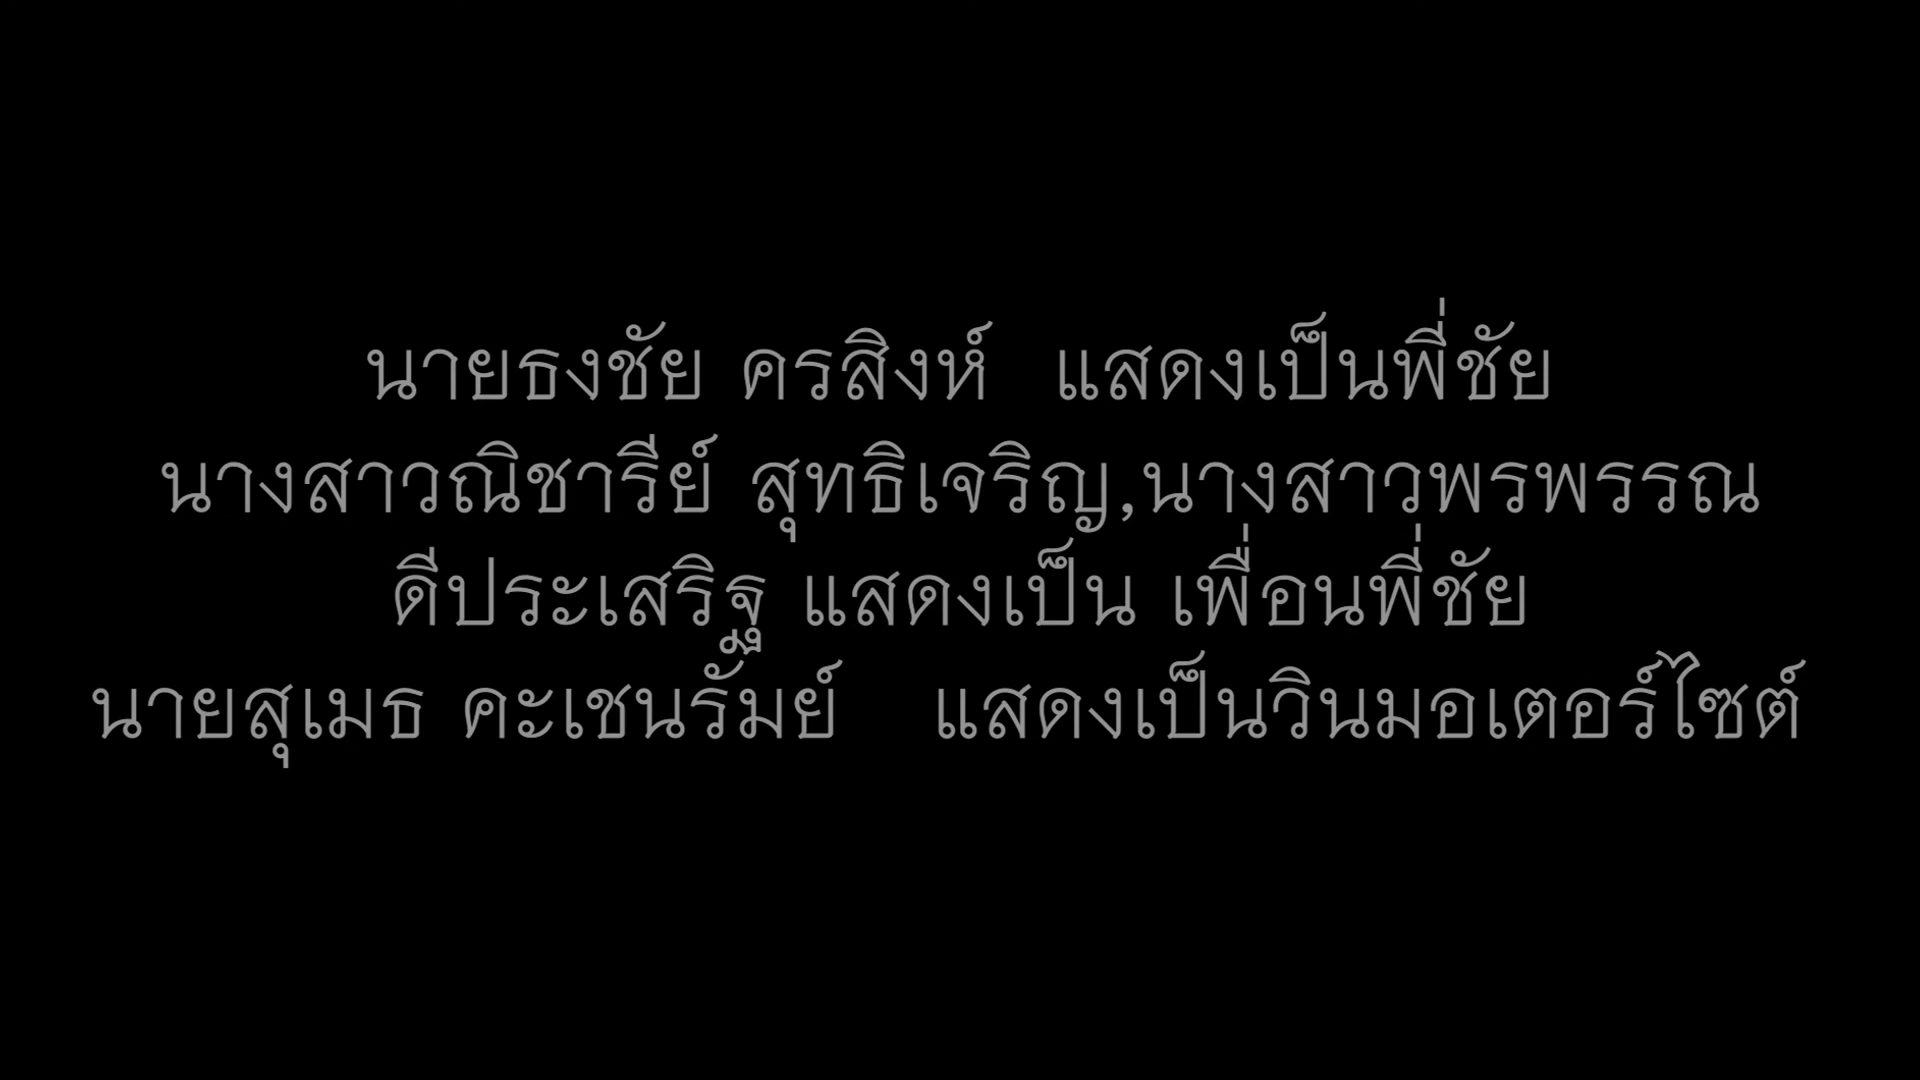 นายธงชัย ครสิงห์ แสดงเป็นพี่ชัย
นางสาวณิชารีย์ สุทธิเจริญ,นางสาวพรพรรณ
ดีประเสริฐ แสดงเป็น เพื่อนพี่ชัย
นายสุเมธ คะเชนรัมย์ แสดงเป็นวินมอเตอร์ไซต์